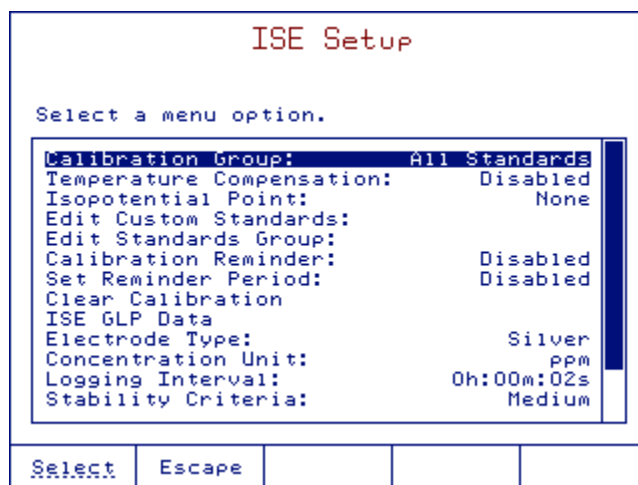 ISE Setup
Select a menu option.
Calibration Group: All Standards
Temperature Compensation: Disabled
Isopotential Point: None
Edit Custom Standards:
Edit Standards Group:
Calibration Reminder: Disabled
Set Reminder Period: Disabled
Clear Calibration
ISE GLP Data
Electrode Type: Silver
Concentration Unit: ppm
Logging Interval: 0h:00m:02s
Stability Criteria: Medium
Select Escape